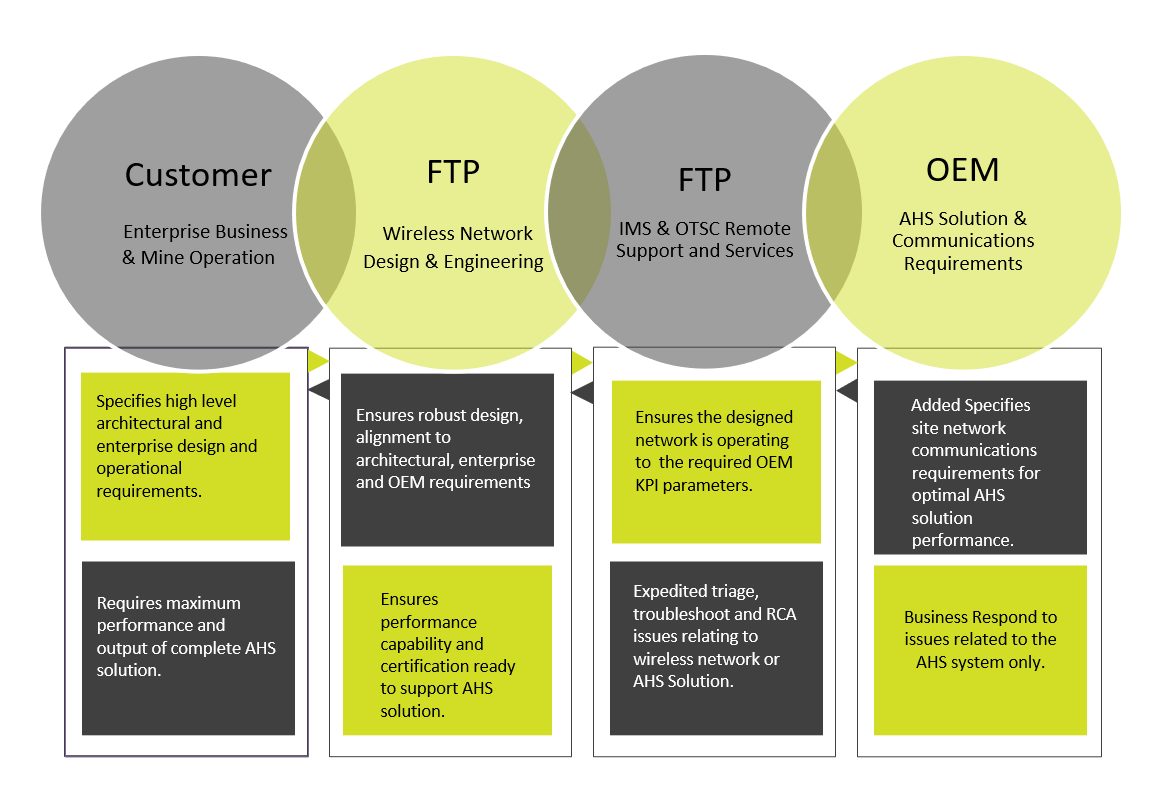 Customer
Enterprise Business
& Mine Operation
FTP
Wireless Network
Design & Engineering
FTP
IMS & OTSC Remote
Support and Services
OEM
AHS Solution &
Communications
Requirements
Specifies high level
architectural and
enterprise design and
operational
requirements.
Requires maximum
performance and
output of complete AHS
solution.
Ensures robust design,
alignment to
architectural, enterprise
and OEM requirements
Ensures
performance
capability and
certification ready
to support AHS
solution.
Ensures the designed
network is operating
to the required OEM
KPI parameters.
Expedited triage,
troubleshoot and RCA
issues relating to
wireless network or
AHS Solution.
Added Specifies
site network
communications
requirements for
optimal AHS
solution
performance.
Business Respond to
issues related to the
AHS system only.